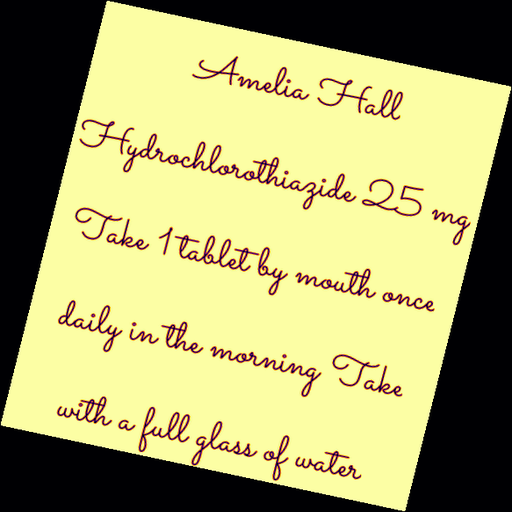 Amelia Hall
Hydrochlorothiazide 25 mg
Take 1 tablet by mouth once
daily in the morning Take
with a full glass of water